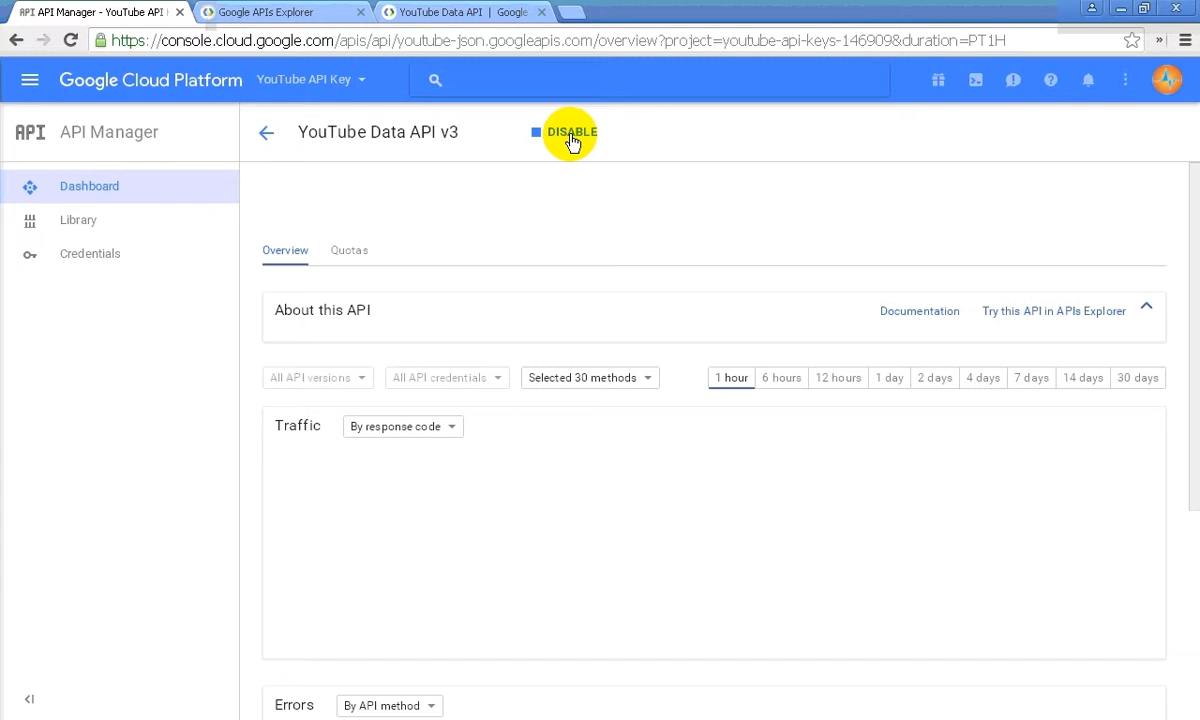 API API Manager - YouTube API
Google APIs Explorer
YouTube Data API | Google
https://console.cloud.google.com/apis/api/youtube-json.googleapis.com/overview?project=youtube-api-keys-146909&duration=PT1H
Google Cloud Platform YouTube API Key
API API Manager
YouTube Data API v3 DISABLE
Dashboard
Library
Credentials
Overview Quotas
About this API Documentation Try this API in APIs Explorer
All API versions All API credentials Selected 30 methods 1 hour 6 hours 12 hours 1 day 2 days 4 days 7 days 14 days 30 days
Traffic By response code
Errors By API method